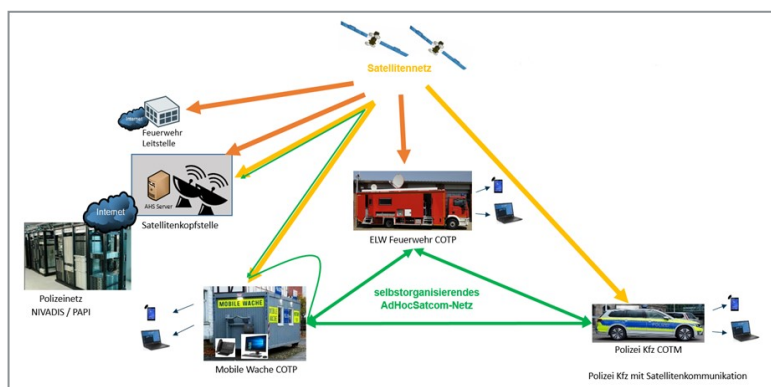 Satellitennetz
Internet
Feuerwehr
Leitstelle
AHS Server
Internet
Satellitenkopfstelle
ELW Feuerwehr COTP
Polizeinetz
NIVADIS / PAPI
MOBILE WACHE
selbstorganisierendes
AdHocSatcom-Netz
Mobile Wache COTP
Polizei Kfz COTM
Polizei Kfz mit Satellitenkommunikation